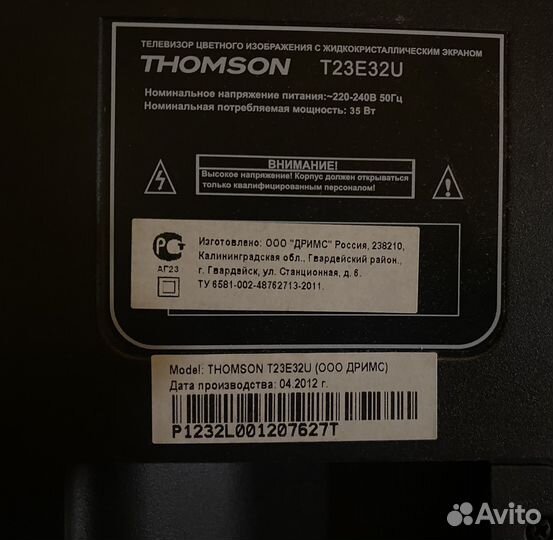 ТЕЛЕВИЗОР ЦВЕТНОГО ИЗОБРАЖЕНИЯ С ЖИДКОКРИСТАЛЛИЧЕСКИМ ЭКРАНОМ
THOMSON T23E32U
Номинальное напряжение питания:~220-240В 50Гц
Номинальная потребляемая мощность: 35 Вт
ВНИМАНИЕ!
Высокое напряжение! Корпус должен открываться
только квалифицированным персоналом!
РСТ
АГ23
Изготовлено: ООО "ДРИМС" Россия, 238210,
Калининградская обл., Гвардейский район.,
г. Гвардейск, ул. Станционная, д. 6.
ТУ 6581-002-48762713-2011.
Model: THOMSON T23E32U (ООО ДРИМС)
Дата производства: 04.2012 г.
P1232L001207627T
Avito